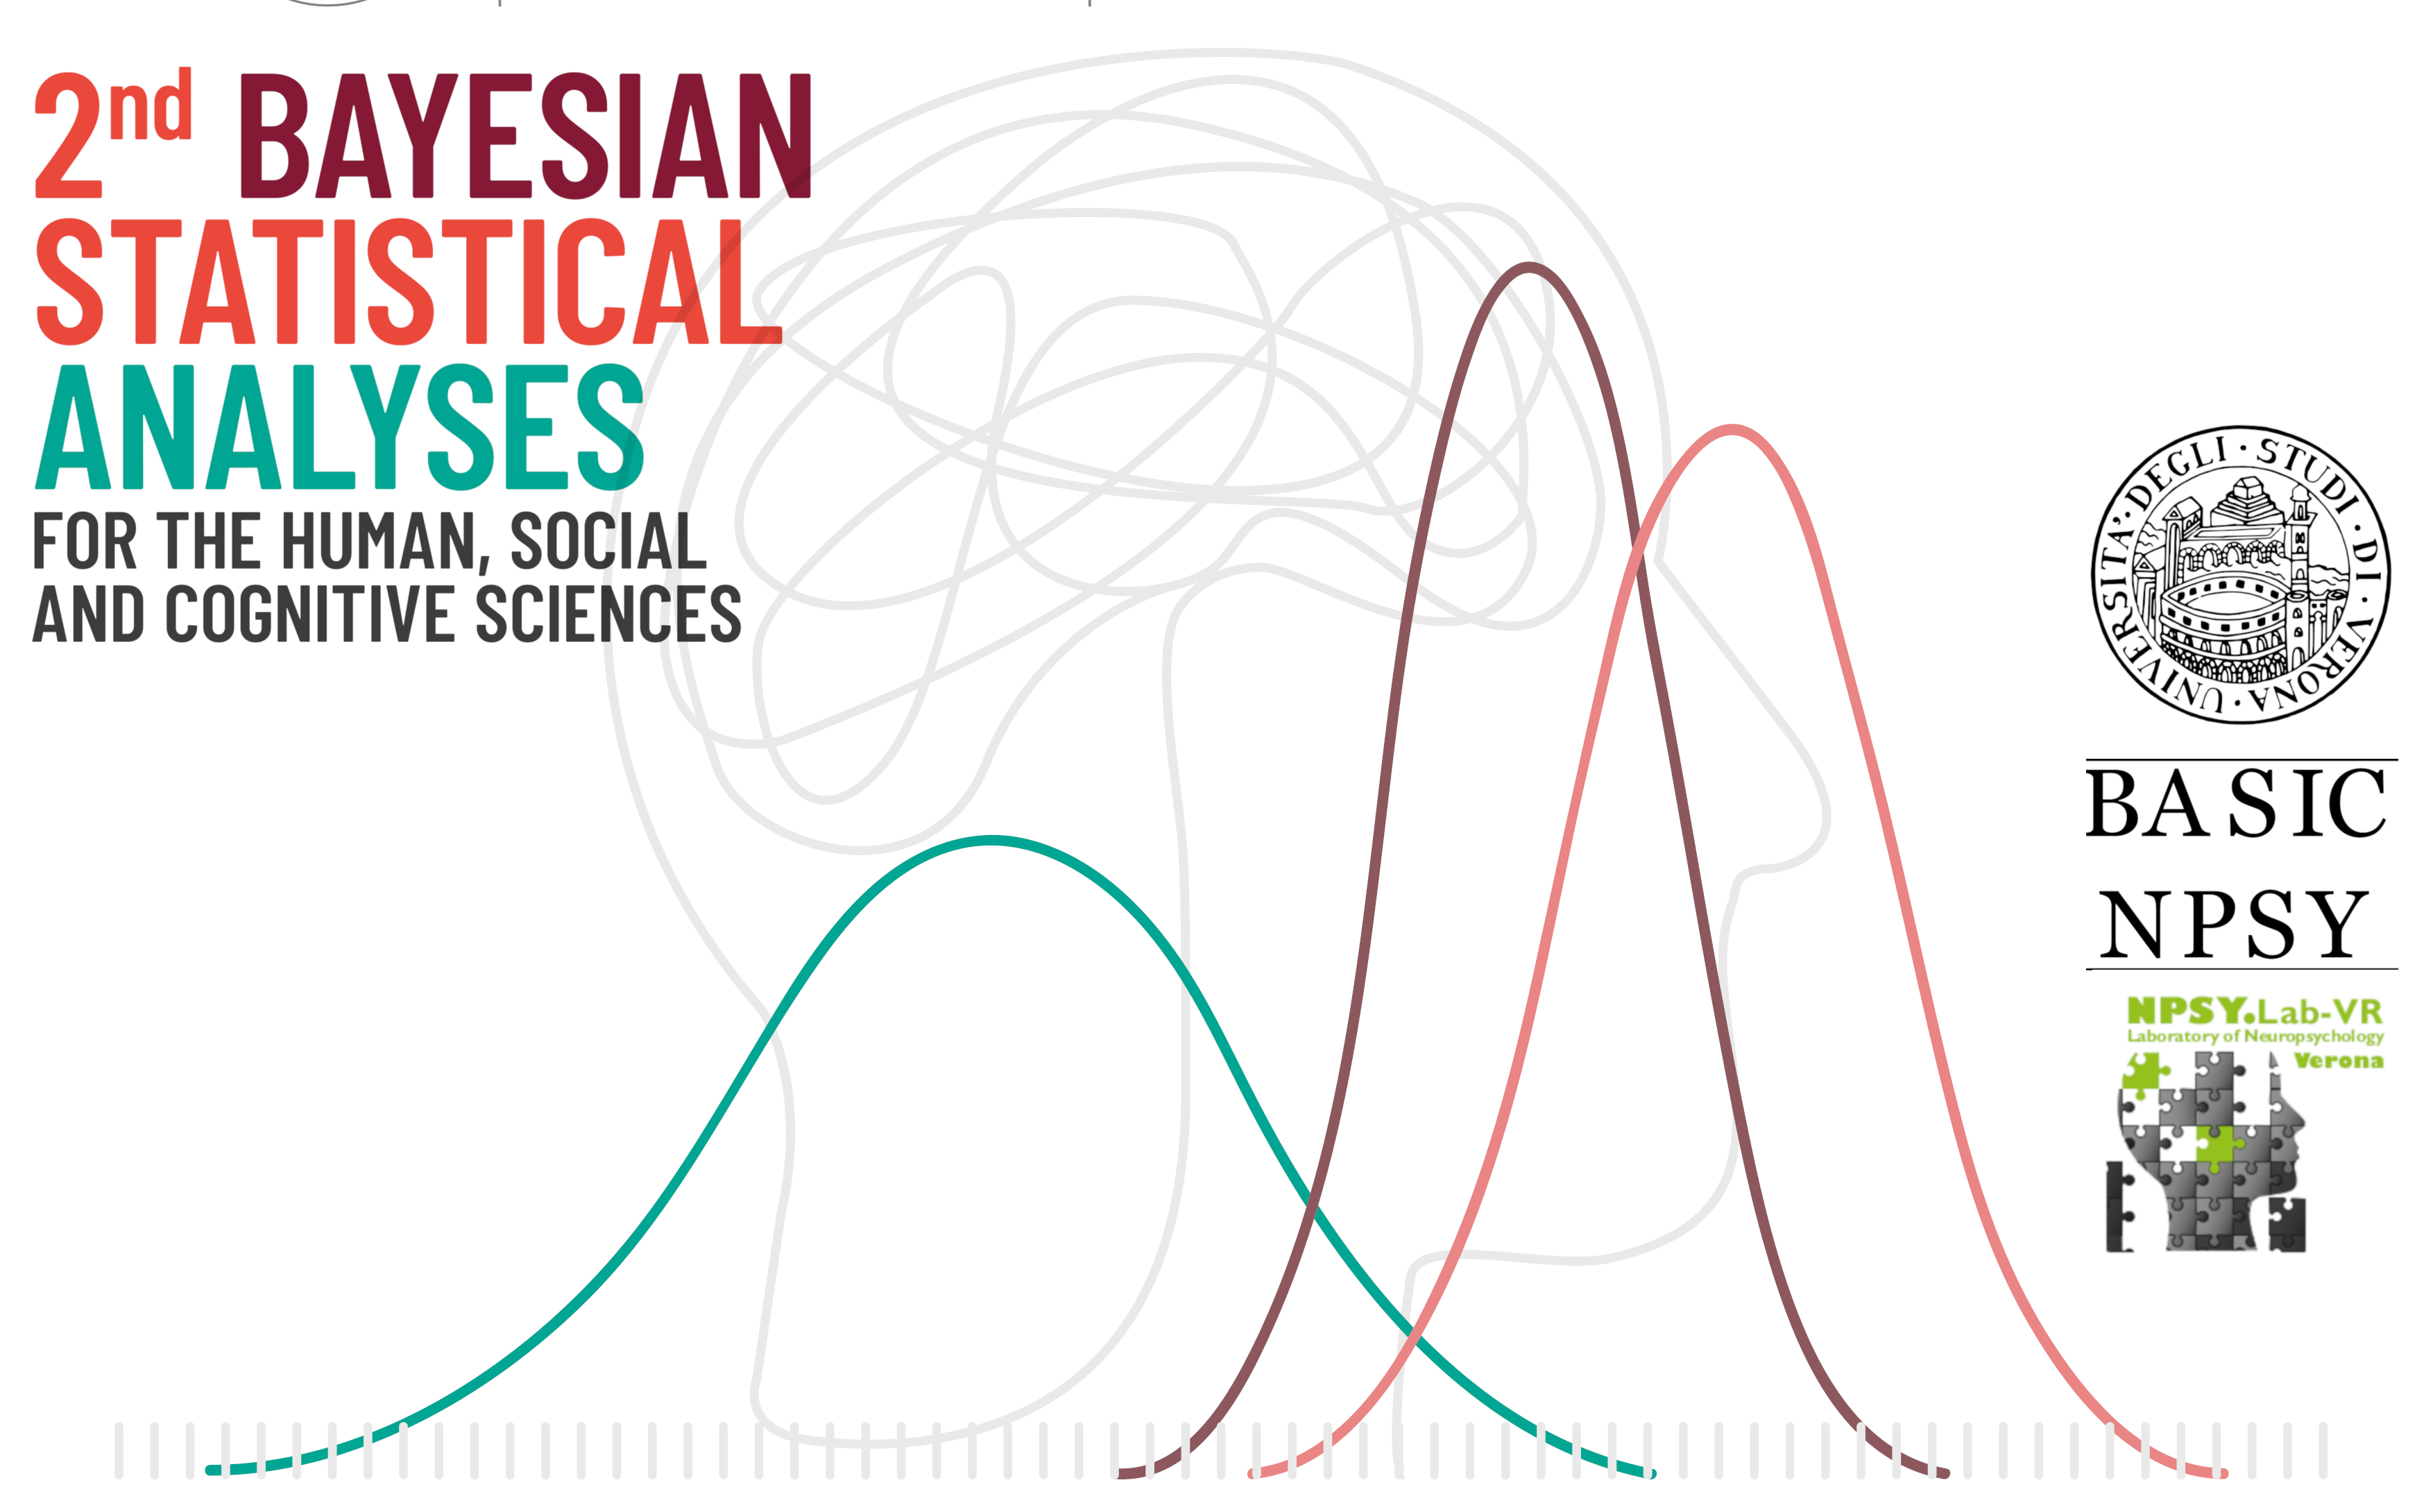 2nd BAYESIAN
STATISTICAL
ANALYSES
FOR THE HUMAN, SOCIAL
AND COGNITIVE SCIENCES
UNIVERSITA'·DEGLI·STUDI·DI·VERONA·
BASIC
NPSY
NPSY.Lab-VR
Laboratory of Neuropsychology
Verona